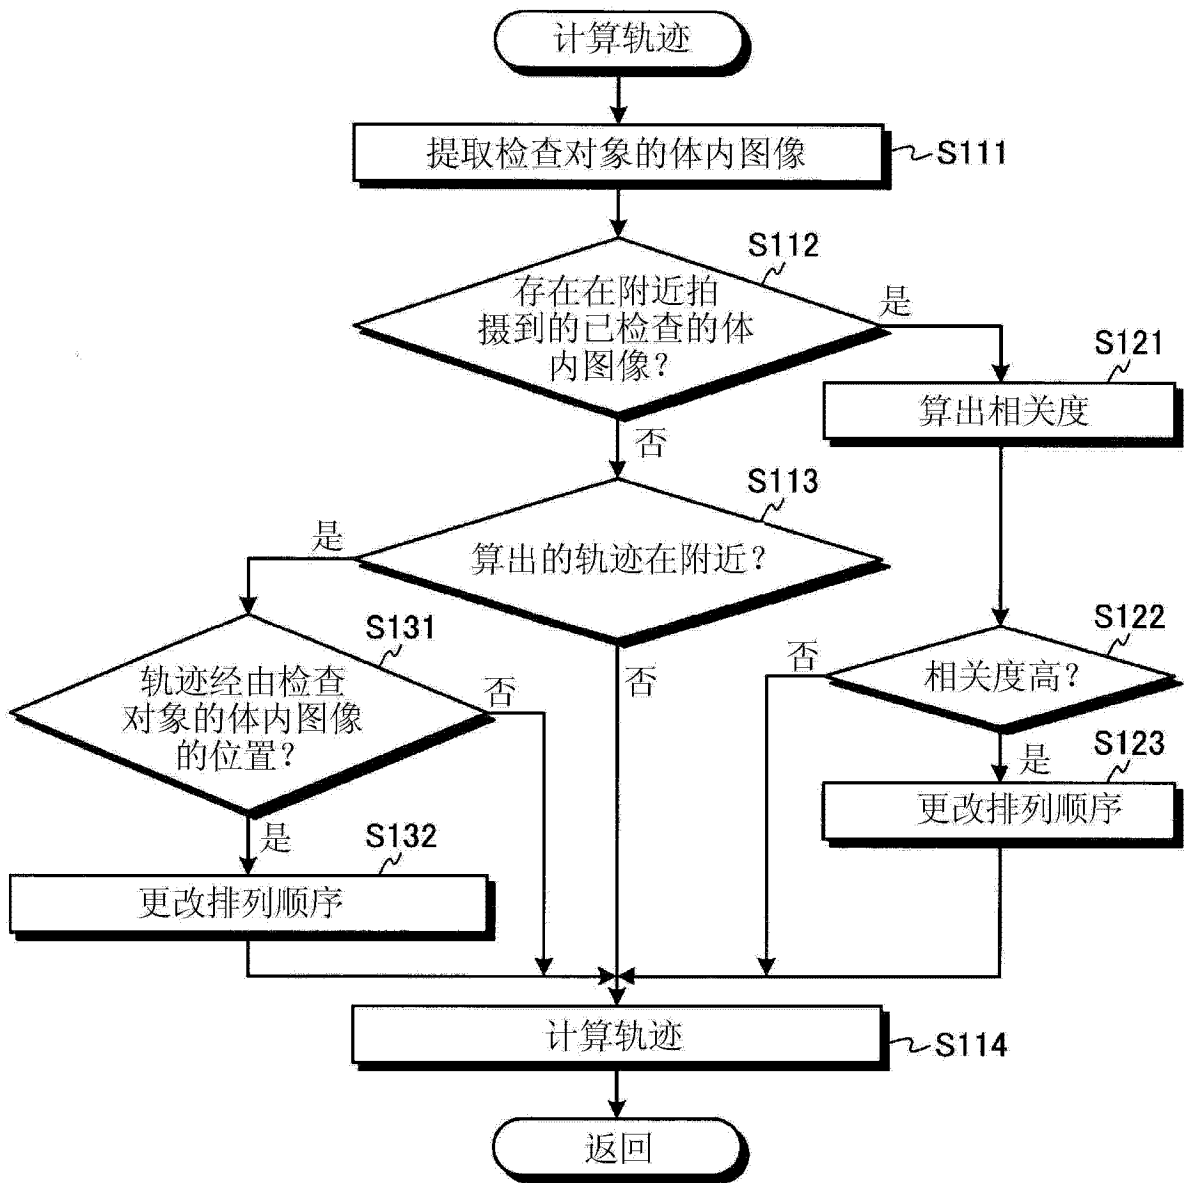 计算轨迹
提取检查对象的体内图像
S111
S112
存在在附近拍
摄到的已检查的体
内图像?
是
S121
算出相关度
否
S113
算出的轨迹在附近?
是
S131
轨迹经由检查
对象的体内图像
的位置?
否
否
S122
相关度高?
否
是
S123
更改排列顺序
是
S132
更改排列顺序
计算轨迹
S114
返回